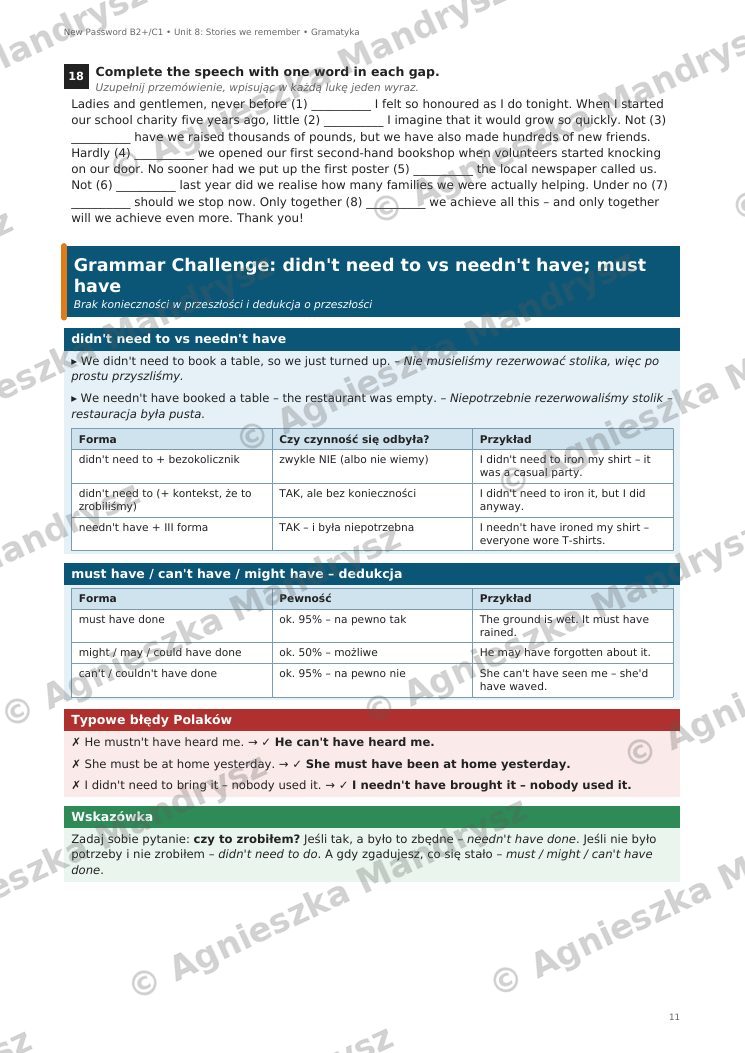 New Password B2+/C1 • Unit 8: Stories we remember • Gramatyka
18 Complete the speech with one word in each gap.
Uzupełnij przemówienie, wpisując w każdą lukę jeden wyraz.
Ladies and gentlemen, never before (1) __________ I felt so honoured as I do tonight. When I started
our school charity five years ago, little (2) __________ I imagine that it would grow so quickly. Not (3)
__________ have we raised thousands of pounds, but we have also made hundreds of new friends.
Hardly (4) __________ we opened our first second-hand bookshop when volunteers started knocking
on our door. No sooner had we put up the first poster (5) __________ the local newspaper called us.
Not (6) __________ last year did we realise how many families we were actually helping. Under no (7)
__________ should we stop now. Only together (8) __________ we achieve all this – and only together
will we achieve even more. Thank you!
Grammar Challenge: didn't need to vs needn't have; must
have
Brak konieczności w przeszłości i dedukcja o przeszłości
didn't need to vs needn't have
▸ We didn't need to book a table, so we just turned up. – Nie musieliśmy rezerwować stolika, więc po
prostu przyszliśmy.
▸ We needn't have booked a table – the restaurant was empty. – Niepotrzebnie rezerwowaliśmy stolik –
restauracja była pusta.
Forma Czy czynność się odbyła? Przykład
didn't need to + bezokolicznik zwykle NIE (albo nie wiemy) I didn't need to iron my shirt – it
was a casual party.
didn't need to (+ kontekst, że to TAK, ale bez konieczności I didn't need to iron it, but I did
zrobiliśmy) anyway.
needn't have + III forma TAK – i była niepotrzebna I needn't have ironed my shirt –
everyone wore T-shirts.
must have / can't have / might have – dedukcja
Forma Pewność Przykład
must have done ok. 95% – na pewno tak The ground is wet. It must have
rained.
might / may / could have done ok. 50% – możliwe He may have forgotten about it.
can't / couldn't have done ok. 95% – na pewno nie She can't have seen me – she'd
have waved.
Typowe błędy Polaków
✗ He mustn't have heard me. → ✓ He can't have heard me.
✗ She must be at home yesterday. → ✓ She must have been at home yesterday.
✗ I didn't need to bring it – nobody used it. → ✓ I needn't have brought it – nobody used it.
Wskazówka
Zadaj sobie pytanie: czy to zrobiłem? Jeśli tak, a było to zbędne – needn't have done. Jeśli nie było
potrzeby i nie zrobiłem – didn't need to do. A gdy zgadujesz, co się stało – must / might / can't have
done.
11
© Agnieszka Mandrysz